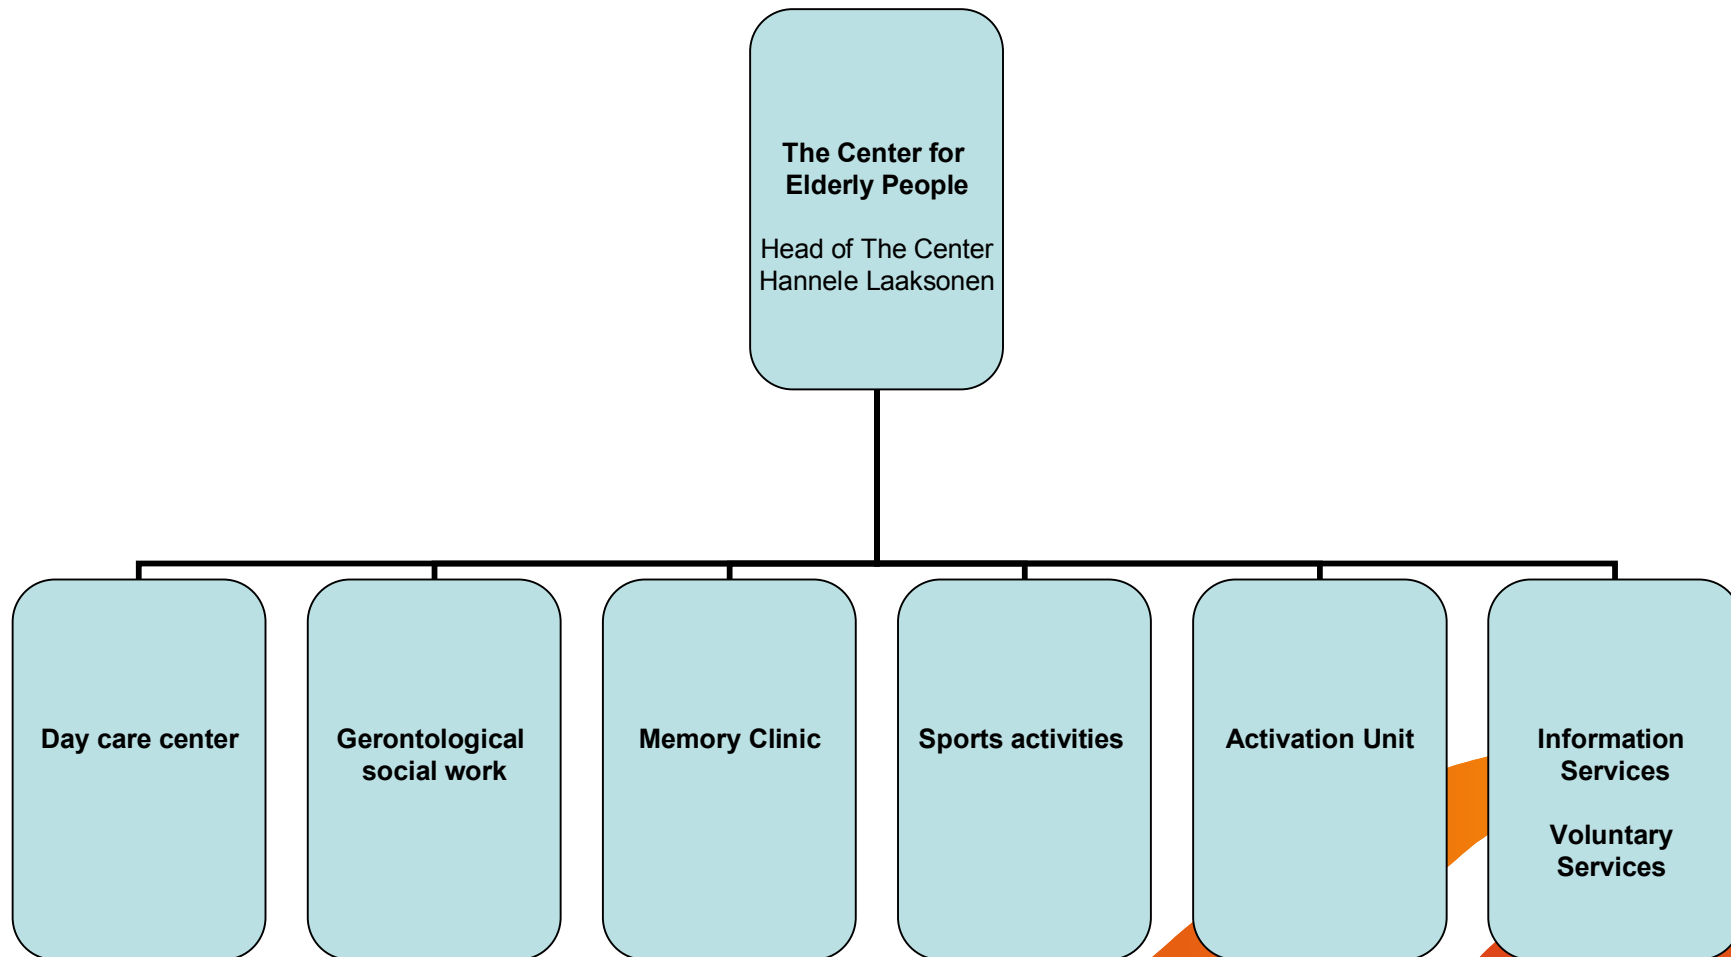 The Center for
Elderly People
Head of The Center
Hannele Laaksonen
Day care center
Gerontological
social work
Memory Clinic
Sports activities
Activation Unit
Information
Services
Voluntary
Services